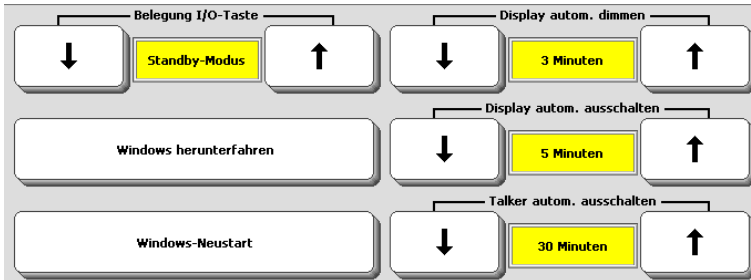 Belegung I/O-Taste
Display autom. dimmen
Standby-Modus
3 Minuten
Display autom. ausschalten
Windows herunterfahren
5 Minuten
Talker autom. ausschalten
Windows-Neustart
30 Minuten